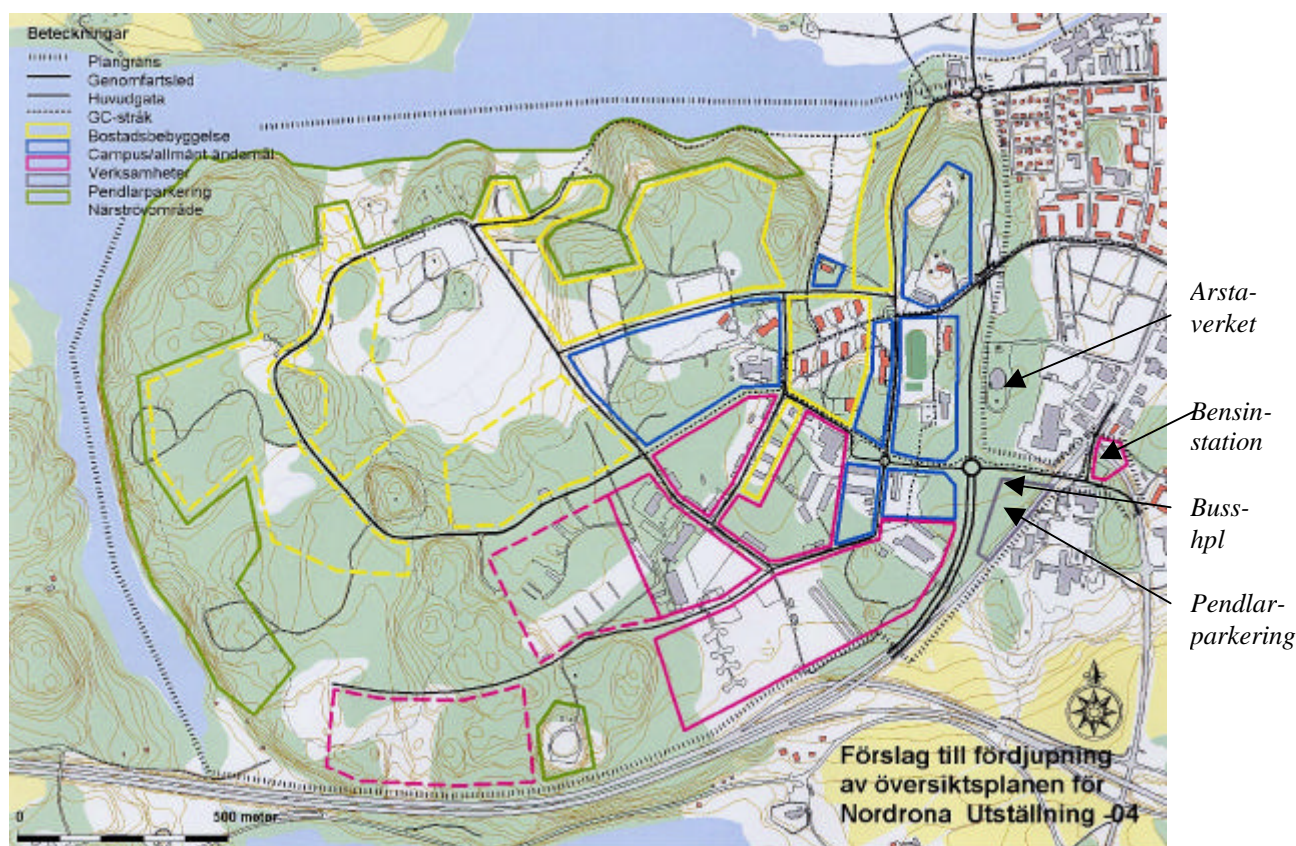 Beteckningar
Plangräns
Genomfartsled
Huvudgata
GC-stråk
Bostadsbebyggelse
Campus/allmänt ändemål
Verksamheter
Pendlarparkering
Närströvområde
Arsta-
verket
Bensin-
station
Buss-
hpl
Pendlar-
parkering
Förslag till fördjupning
av översiktsplanen för
Nordrona Utställning -04
0 500 meter